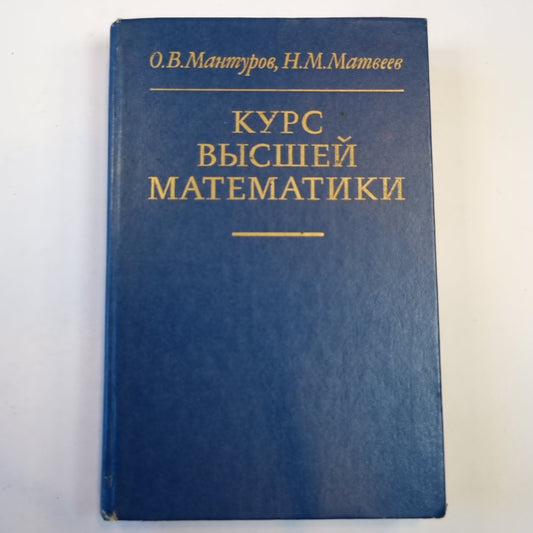 О.В.Мантуров, Н.М.Матвеев
КУРС
ВЫСШЕЙ
МАТЕМАТИКИ